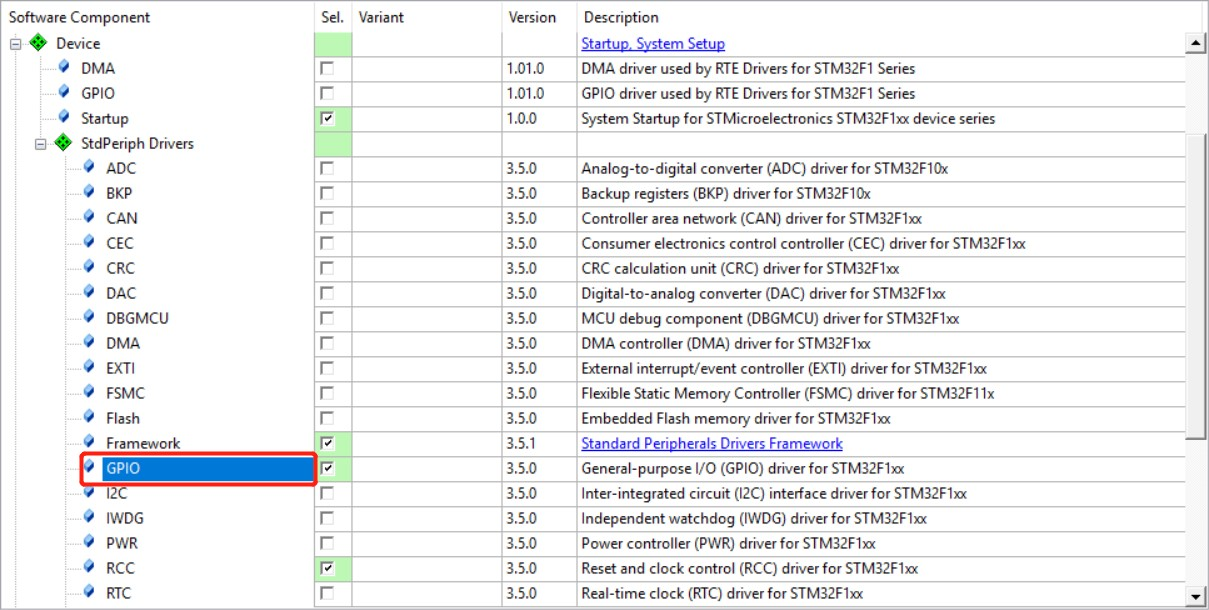 Software Component Sel. Variant Version Description
Device Startup, System Setup
DMA 1.01.0 DMA driver used by RTE Drivers for STM32F1 Series
GPIO 1.01.0 GPIO driver used by RTE Drivers for STM32F1 Series
Startup 1.0.0 System Startup for STMicroelectronics STM32F1xx device series
StdPeriph Drivers
ADC 3.5.0 Analog-to-digital converter (ADC) driver for STM32F10x
BKP 3.5.0 Backup registers (BKP) driver for STM32F10x
CAN 3.5.0 Controller area network (CAN) driver for STM32F1xx
CEC 3.5.0 Consumer electronics control controller (CEC) driver for STM32F1xx
CRC 3.5.0 CRC calculation unit (CRC) driver for STM32F1xx
DAC 3.5.0 Digital-to-analog converter (DAC) driver for STM32F1xx
DBGMCU 3.5.0 MCU debug component (DBGMCU) driver for STM32F1xx
DMA 3.5.0 DMA controller (DMA) driver for STM32F1xx
EXTI 3.5.0 External interrupt/event controller (EXTI) driver for STM32F1xx
FSMC 3.5.0 Flexible Static Memory Controller (FSMC) driver for STM32F11x
Flash 3.5.0 Embedded Flash memory driver for STM32F1xx
Framework 3.5.1 Standard Peripherals Drivers Framework
GPIO 3.5.0 General-purpose I/O (GPIO) driver for STM32F1xx
I2C 3.5.0 Inter-integrated circuit (I2C) interface driver for STM32F1xx
IWDG 3.5.0 Independent watchdog (IWDG) driver for STM32F1xx
PWR 3.5.0 Power controller (PWR) driver for STM32F1xx
RCC 3.5.0 Reset and clock control (RCC) driver for STM32F1xx
RTC 3.5.0 Real-time clock (RTC) driver for STM32F1xx